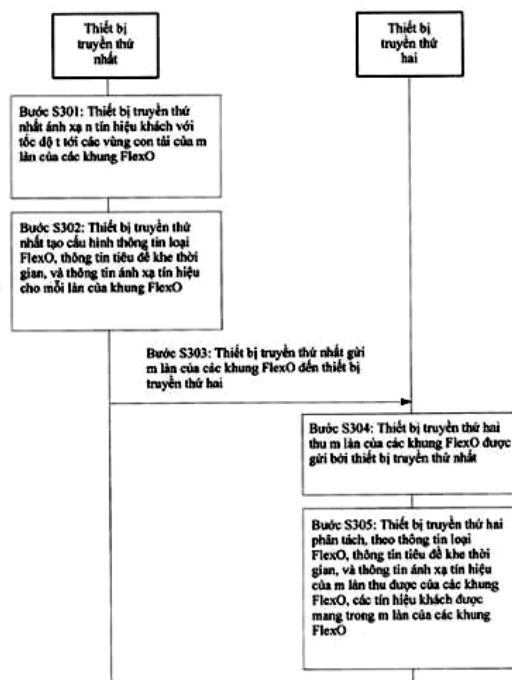 Thiết bị
truyền thứ
nhất
Thiết bị
truyền thứ
hai
Bước S301: Thiết bị truyền thứ
nhất ánh xạ n tín hiệu khách với
tốc độ t tới các vùng con tải của m
làn của các khung FlexO
Bước S302: Thiết bị truyền thứ
nhất tạo cấu hình thông tin loại
FlexO, thông tin tiêu đề khe thời
gian, và thông tin ánh xạ tín hiệu
cho mỗi làn của khung FlexO
Bước S303: Thiết bị truyền thứ nhất gửi
m làn của các khung FlexO đến thiết bị
truyền thứ hai
Bước S304: Thiết bị truyền thứ hai
thu m làn của các khung FlexO được
gửi bởi thiết bị truyền thứ nhất
Bước S305: Thiết bị truyền thứ hai
phân tách, theo thông tin loại
FlexO, thông tin tiêu đề khe thời
gian, và thông tin ánh xạ tín hiệu
của m làn thu được của các khung
FlexO, các tín hiệu khách được
mang trong m làn của các khung
FlexO